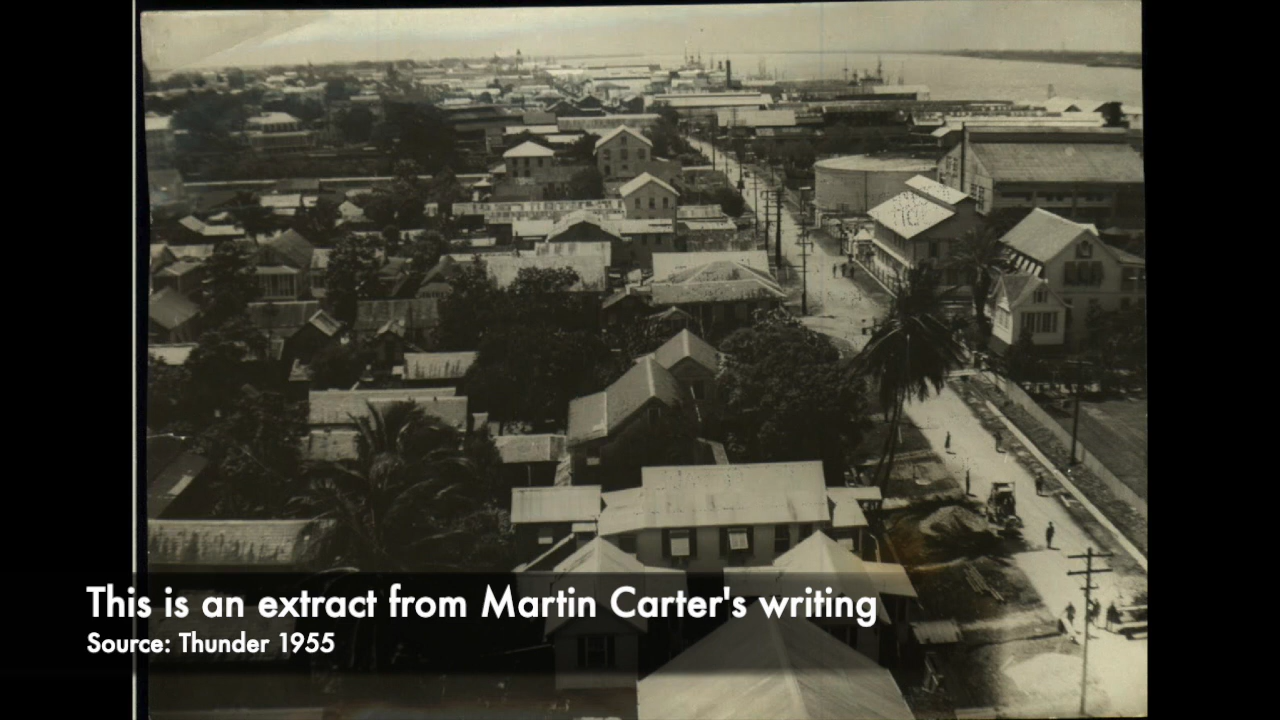 This is an extract from Martin Carter's writing
Source: Thunder 1955